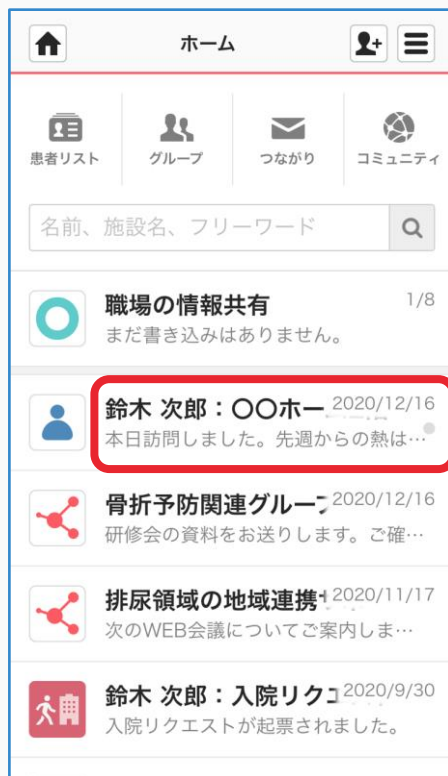 ホーム
患者リスト グループ つながり コミュニティ
名前、施設名、フリーワード
職場の情報共有 1/8
まだ書き込みはありません。
鈴木 次郎：〇〇ホー 2020/12/16
本日訪問しました。先週からの熱は…
骨折予防関連グルー 2020/12/16
研修会の資料をお送りします。ご確…
排尿領域の地域連携 2020/11/17
次のWEB会議についてご案内しま…
鈴木 次郎：入院リク 2020/9/30
入院リクエストが起票されました。